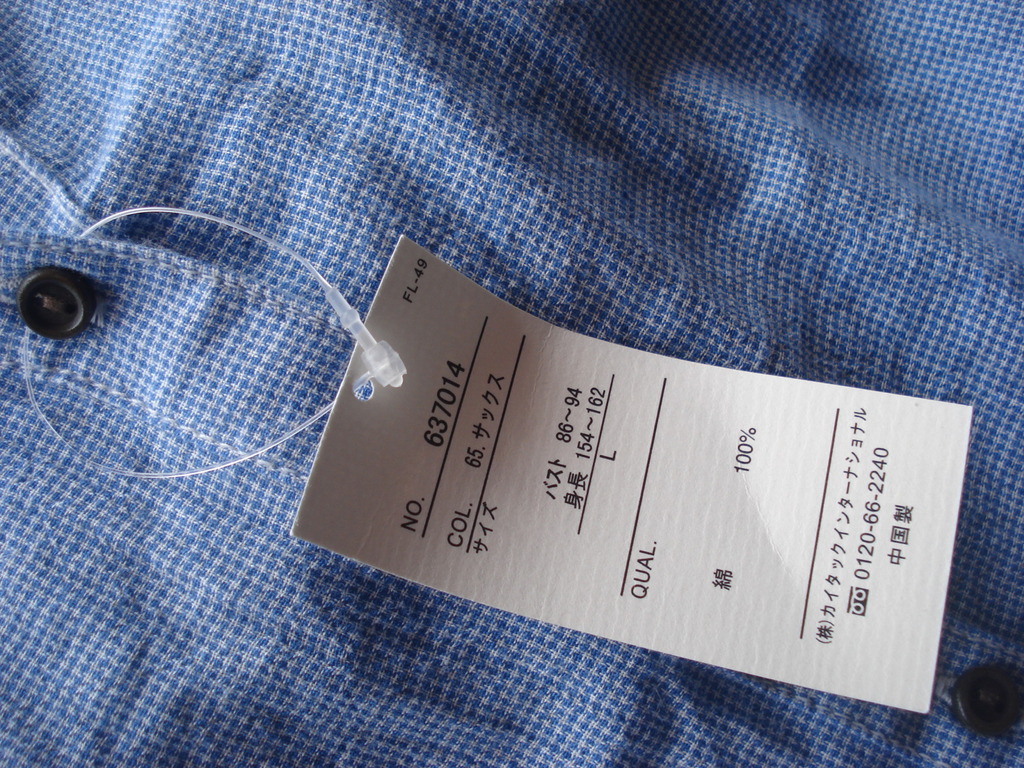 FL-49
NO. 637014
COL. 65.サックス
サイズ
バスト 86〜94
身長 154〜162
L
QUAL.
綿 100%
(株)カイタックインターナショナル
0120-66-2240
中国製